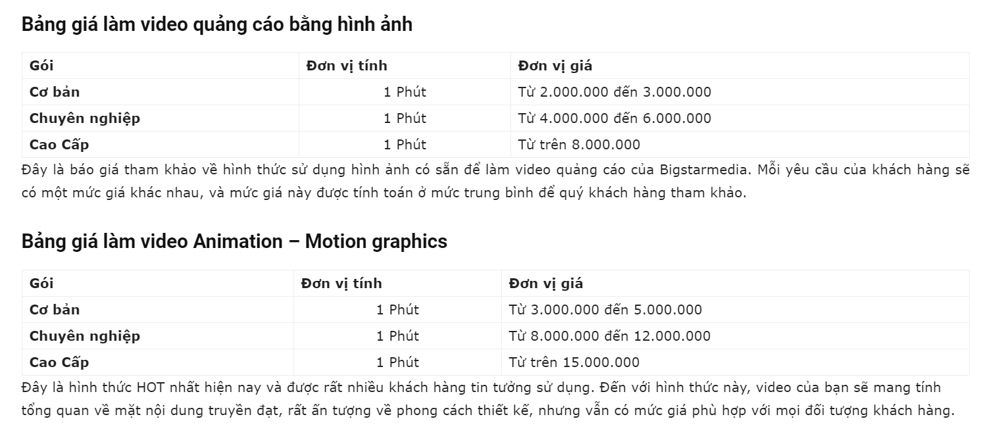 Bảng giá làm video quảng cáo bằng hình ảnh
Gói Đơn vị tính Đơn vị giá
Cơ bản 1 Phút Từ 2.000.000 đến 3.000.000
Chuyên nghiệp 1 Phút Từ 4.000.000 đến 6.000.000
Cao Cấp 1 Phút Từ trên 8.000.000
Đây là báo giá tham khảo về hình thức sử dụng hình ảnh có sẵn để làm video quảng cáo của Bigstarmedia. Mỗi yêu cầu của khách hàng sẽ
có một mức giá khác nhau, và mức giá này được tính toán ở mức trung bình để quý khách hàng tham khảo.
Bảng giá làm video Animation – Motion graphics
Gói Đơn vị tính Đơn vị giá
Cơ bản 1 Phút Từ 3.000.000 đến 5.000.000
Chuyên nghiệp 1 Phút Từ 8.000.000 đến 12.000.000
Cao Cấp 1 Phút Từ trên 15.000.000
Đây là hình thức HOT nhất hiện nay và được rất nhiều khách hàng tin tưởng sử dụng. Đến với hình thức này, video của bạn sẽ mang tính
tổng quan về mặt nội dung truyền đạt, rất ấn tượng về phong cách thiết kế, nhưng vẫn có mức giá phù hợp với mọi đối tượng khách hàng.